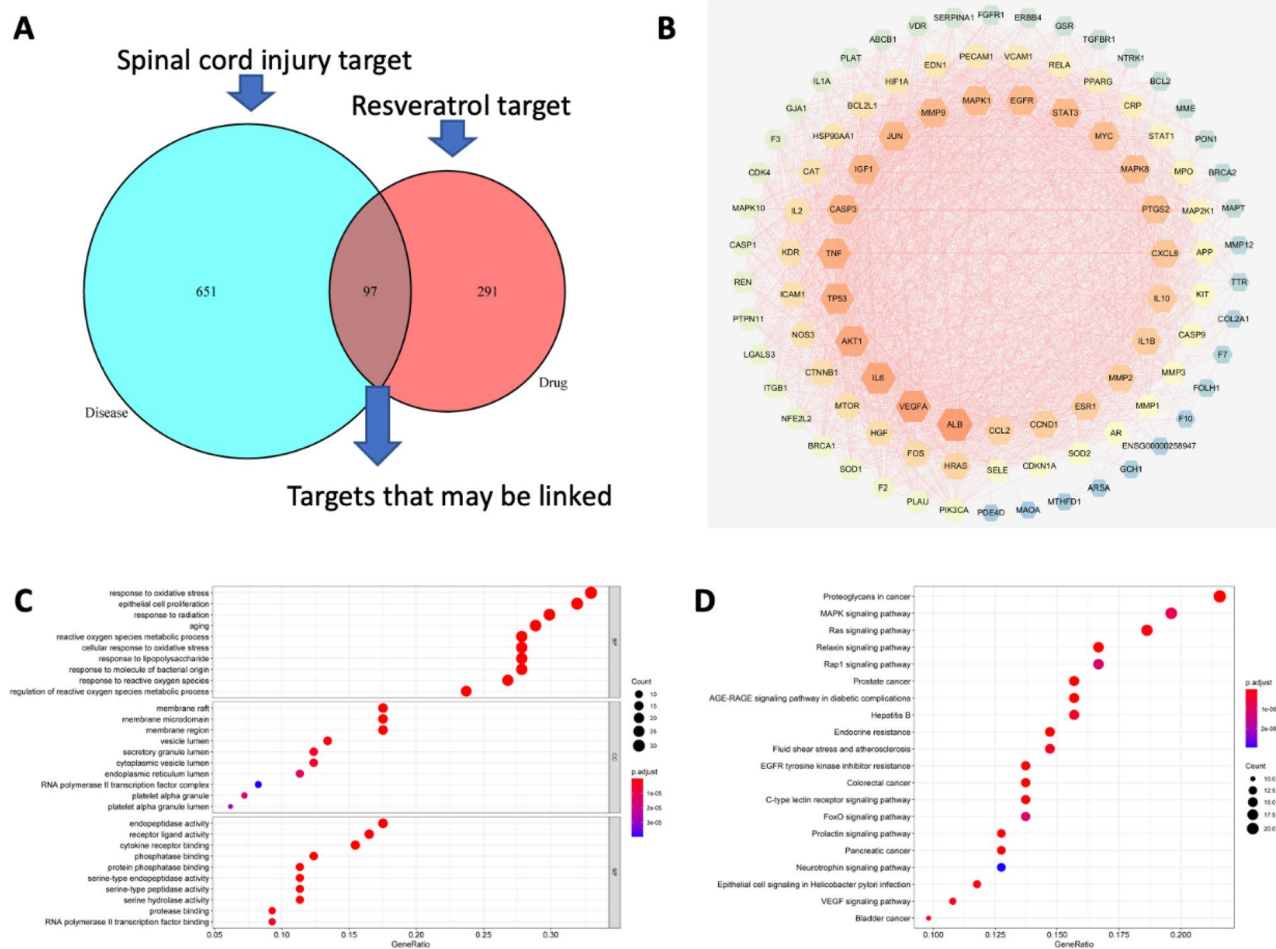 A
Spinal cord injury target
Resveratrol target
651
97
291
Disease
Drug
Targets that may be linked
B
SERPINA1
FGFR1
ERBB4
GSR
VDR
TGFBR1
ABCB1
NTRK1
PLAT
BCL2
IL1A
MME
GJA1
PON1
F3
BRCA2
CDK4
MAPT
MAPK10
MMP12
CASP1
TTR
REN
COL2A1
PTPN11
F7
LGALS3
FOLH1
ITGB1
F10
NFE2L2
ENSG00000258947
BRCA1
GCH1
SOD1
ARSA
F2
MTHFD1
PLAU
MAOA
PIK3CA
PDE4D
EDN1
PECAM1
VCAM1
RELA
HIF1A
PPARG
BCL2L1
CRP
HSP90AA1
STAT1
CAT
MPO
IL2
MAP2K1
KDR
APP
ICAM1
KIT
NOS3
CASP9
CTNNB1
MMP3
MTOR
MMP1
HGF
AR
FOS
SOD2
HRAS
SELE
CDKN1A
MMP9
MAPK1
EGFR
STAT3
JUN
MYC
IGF1
MAPK8
CASP3
PTGS2
TNF
CXCL8
TP53
IL10
AKT1
IL1B
IL6
MMP2
VEGFA
ESR1
ALB
CCL2
CCND1
C
response to oxidative stress
epithelial cell proliferation
response to radiation
aging
reactive oxygen species metabolic process
cellular response to oxidative stress
response to lipopolysaccharide
response to molecule of bacterial origin
response to reactive oxygen species
regulation of reactive oxygen species metabolic process
BP
membrane raft
membrane microdomain
membrane region
vesicle lumen
secretory granule lumen
cytoplasmic vesicle lumen
endoplasmic reticulum lumen
RNA polymerase II transcription factor complex
platelet alpha granule
platelet alpha granule lumen
CC
endopeptidase activity
receptor ligand activity
cytokine receptor binding
phosphatase binding
protein phosphatase binding
serine-type endopeptidase activity
serine-type peptidase activity
serine hydrolase activity
protease binding
RNA polymerase II transcription factor binding
MF
0.05 0.10 0.15 0.20 0.25 0.30
GeneRatio
Count
10
15
20
25
30
p.adjust
1e-05
2e-05
3e-05
D
Proteoglycans in cancer
MAPK signaling pathway
Ras signaling pathway
Relaxin signaling pathway
Rap1 signaling pathway
Prostate cancer
AGE-RAGE signaling pathway in diabetic complications
Hepatitis B
Endocrine resistance
Fluid shear stress and atherosclerosis
EGFR tyrosine kinase inhibitor resistance
Colorectal cancer
C-type lectin receptor signaling pathway
FoxO signaling pathway
Prolactin signaling pathway
Pancreatic cancer
Neurotrophin signaling pathway
Epithelial cell signaling in Helicobacter pylori infection
VEGF signaling pathway
Bladder cancer
0.100 0.125 0.150 0.175 0.200
GeneRatio
p.adjust
1e-08
2e-08
Count
10.0
12.5
15.0
17.5
20.0